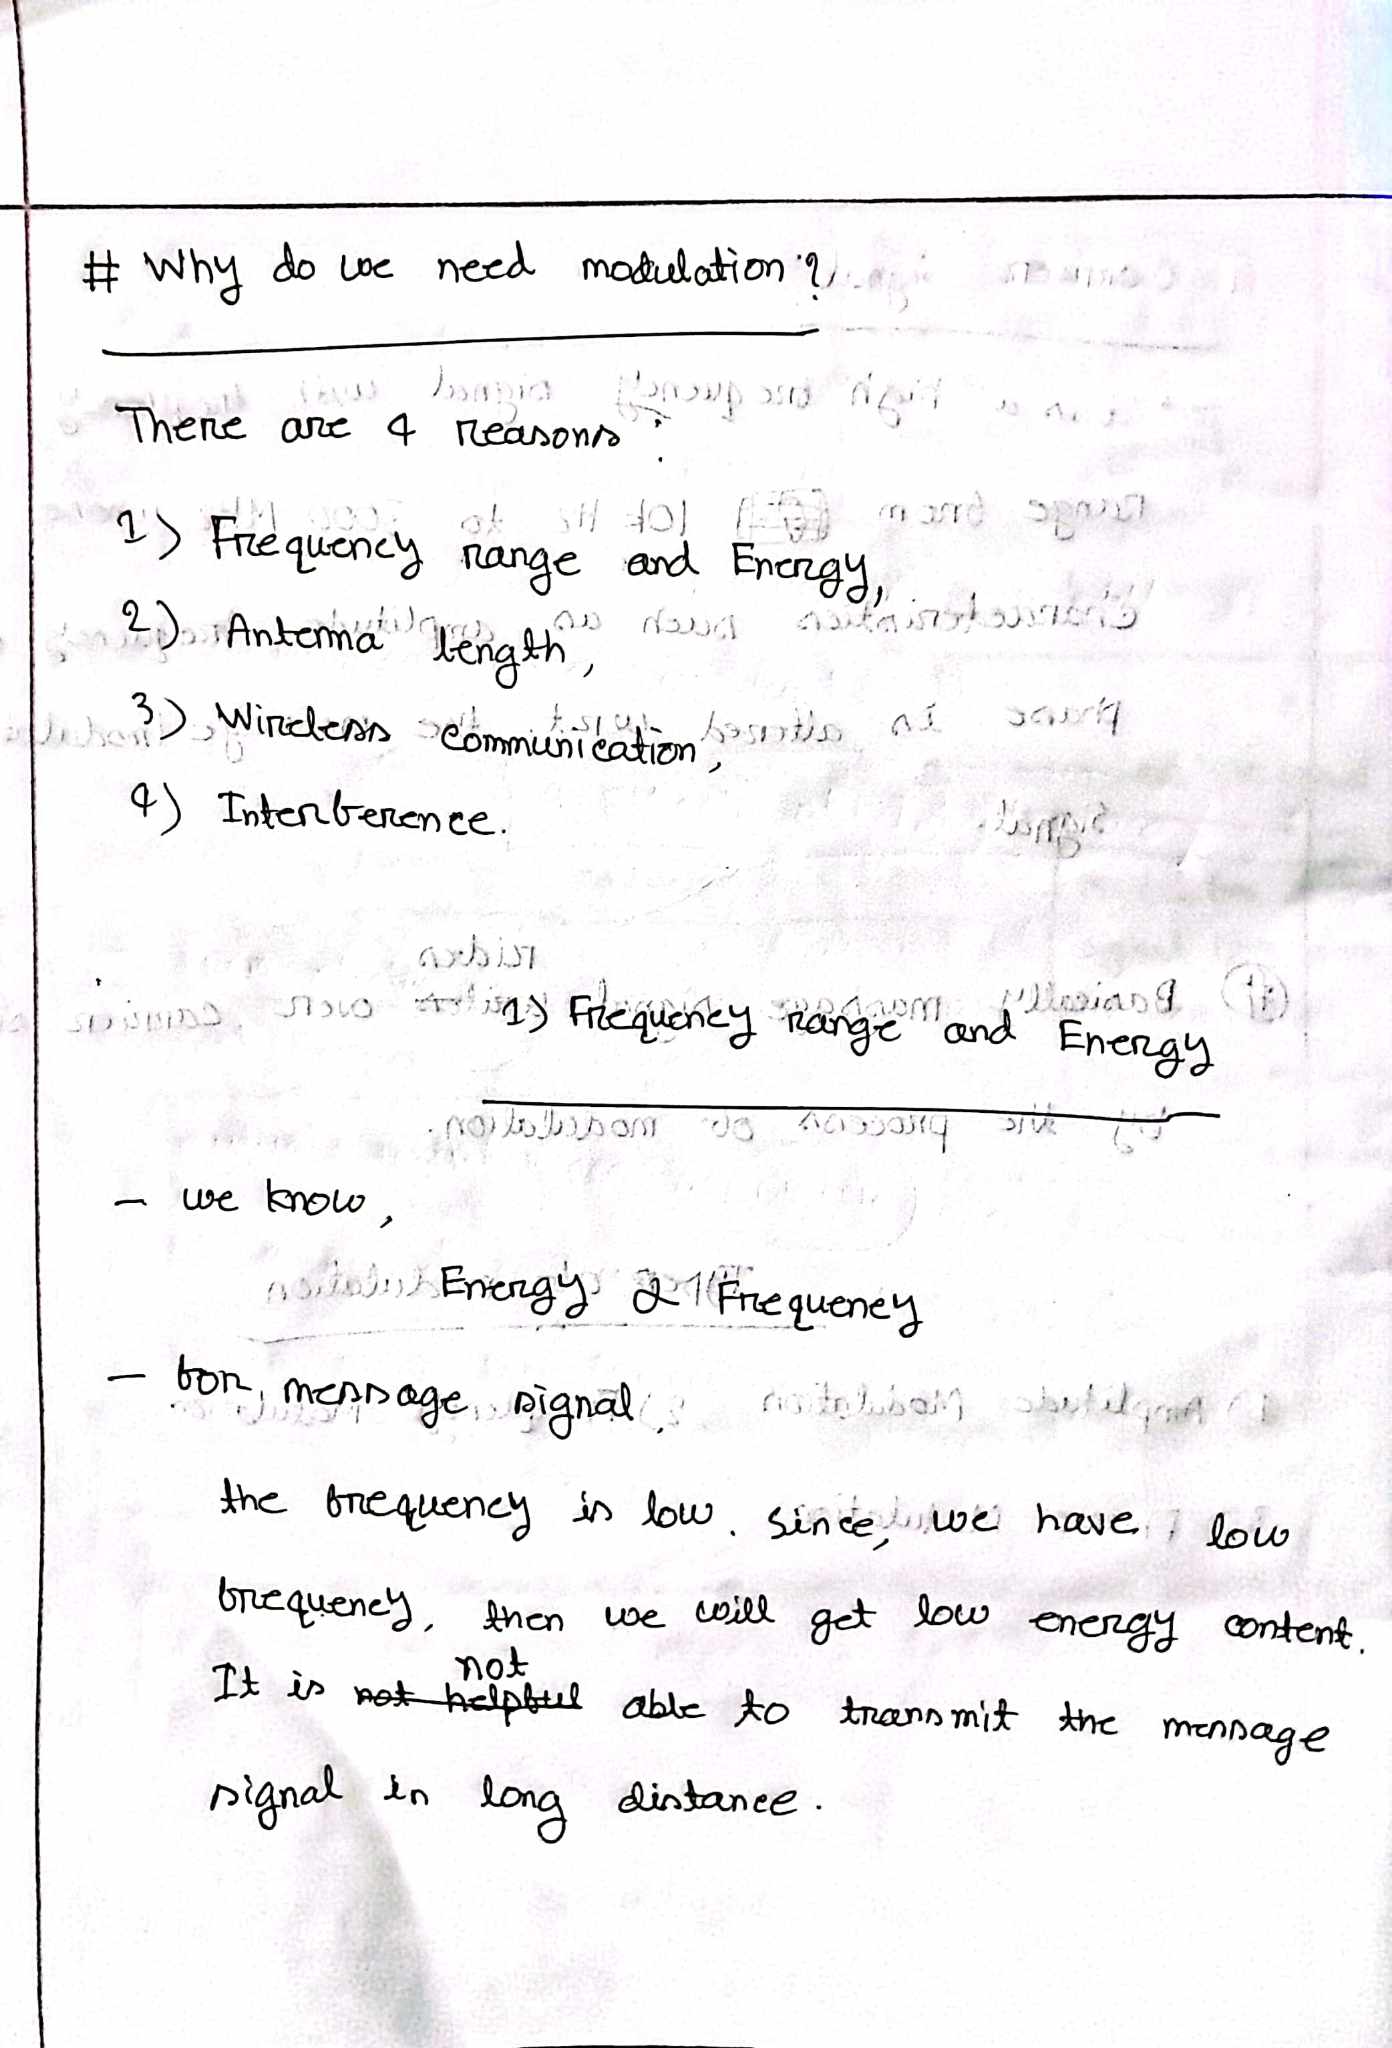 # Why do we need modulation?
There are 4 reasons:
1) Frequency range and Energy,
2) Antenna length,
3) Wireless communication,
4) Interference.
1) Frequency range and Energy
- we know,
Energy α Frequency
- for, message signal,
the frequency is low. since, we have low
frequency, then we will get low energy content.
not
It is not helpful able to transmit the message
signal in long distance.